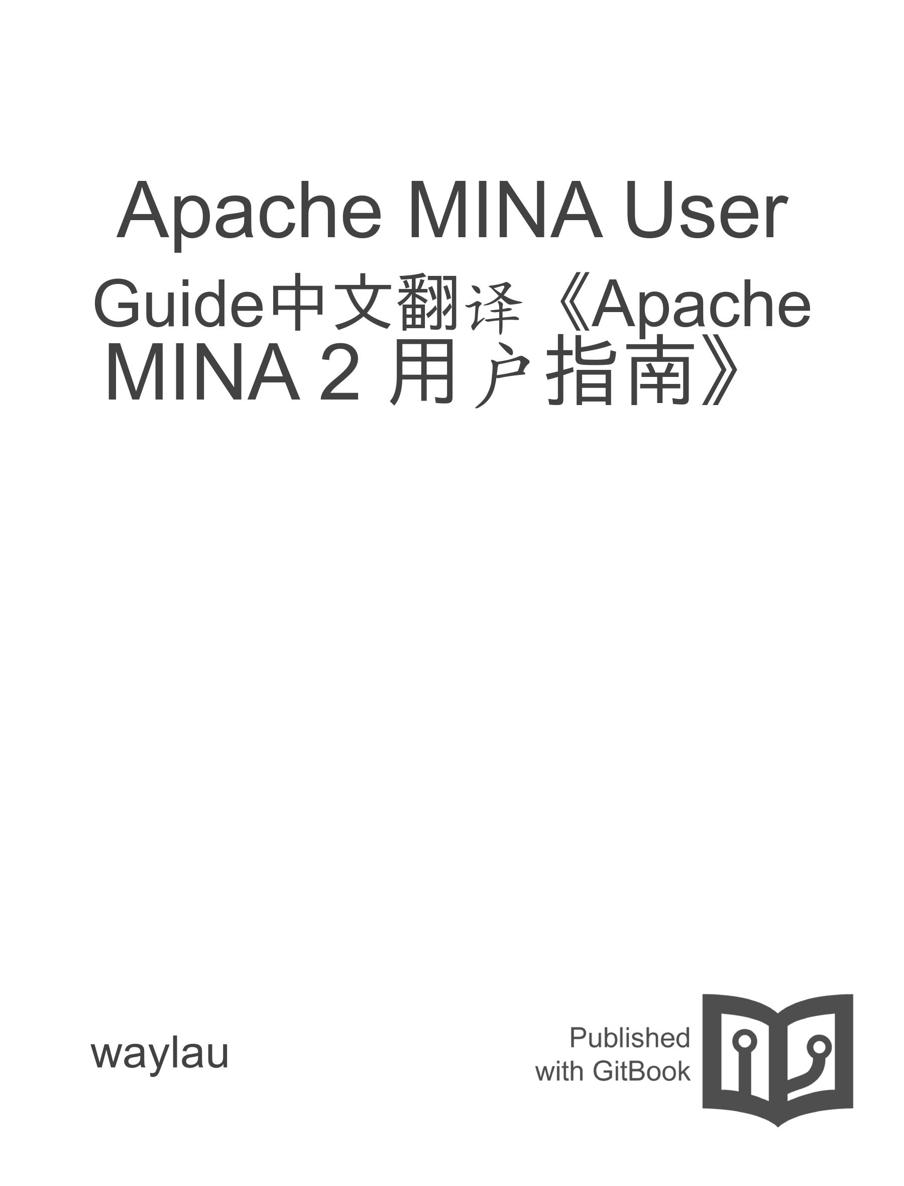 Apache MINA User
Guide中文翻译《Apache
MINA 2 用户指南》
waylau
Published
with GitBook